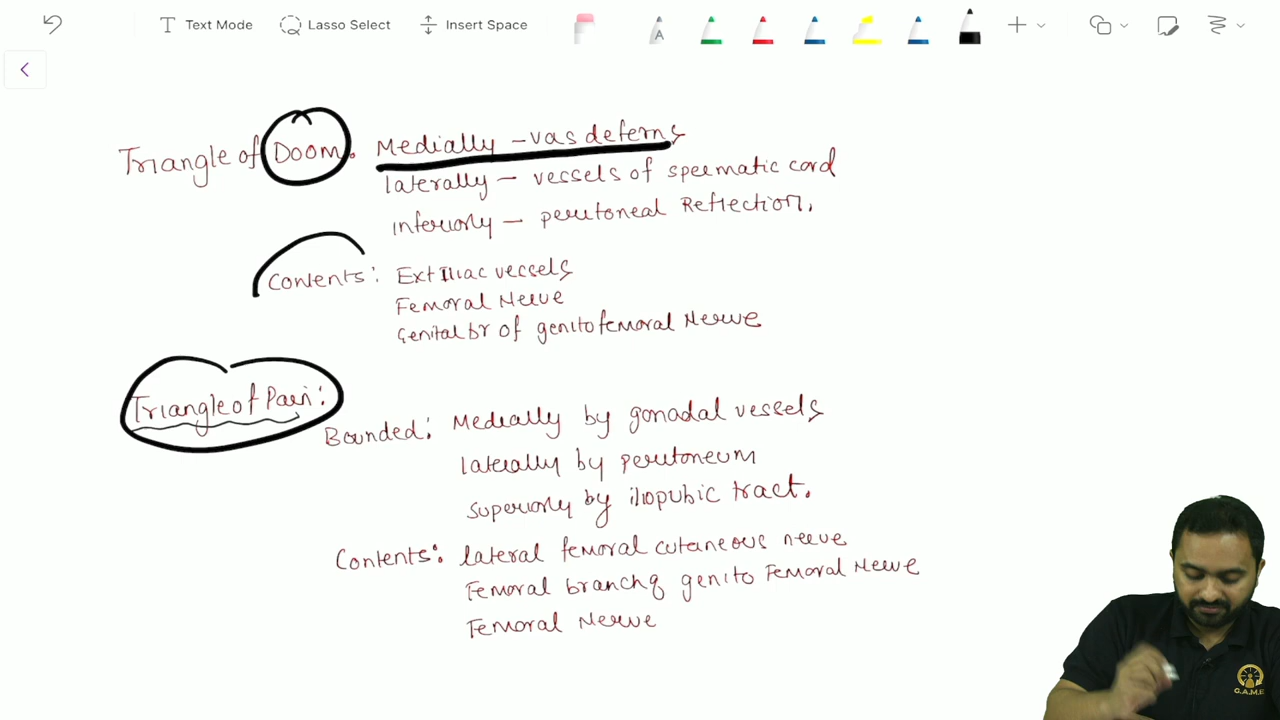 Text Mode Lasso Select Insert Space
Triangle of Doom. Medially - vas deferns
laterally - vessels of spermatic cord
inferiorly - peritoneal Reflection.
Contents: Ext Iliac vessels
Femoral Nerve
Genital br of genitofemoral Nerve
Triangle of Pain:
Bounded: Medially by gonadal vessels
laterally by peritoneum
superiorly by iliopubic tract.
Contents: lateral femoral cutaneous nerve
Femoral branch of genito Femoral Nerve
Femoral Nerve
G.A.M.E